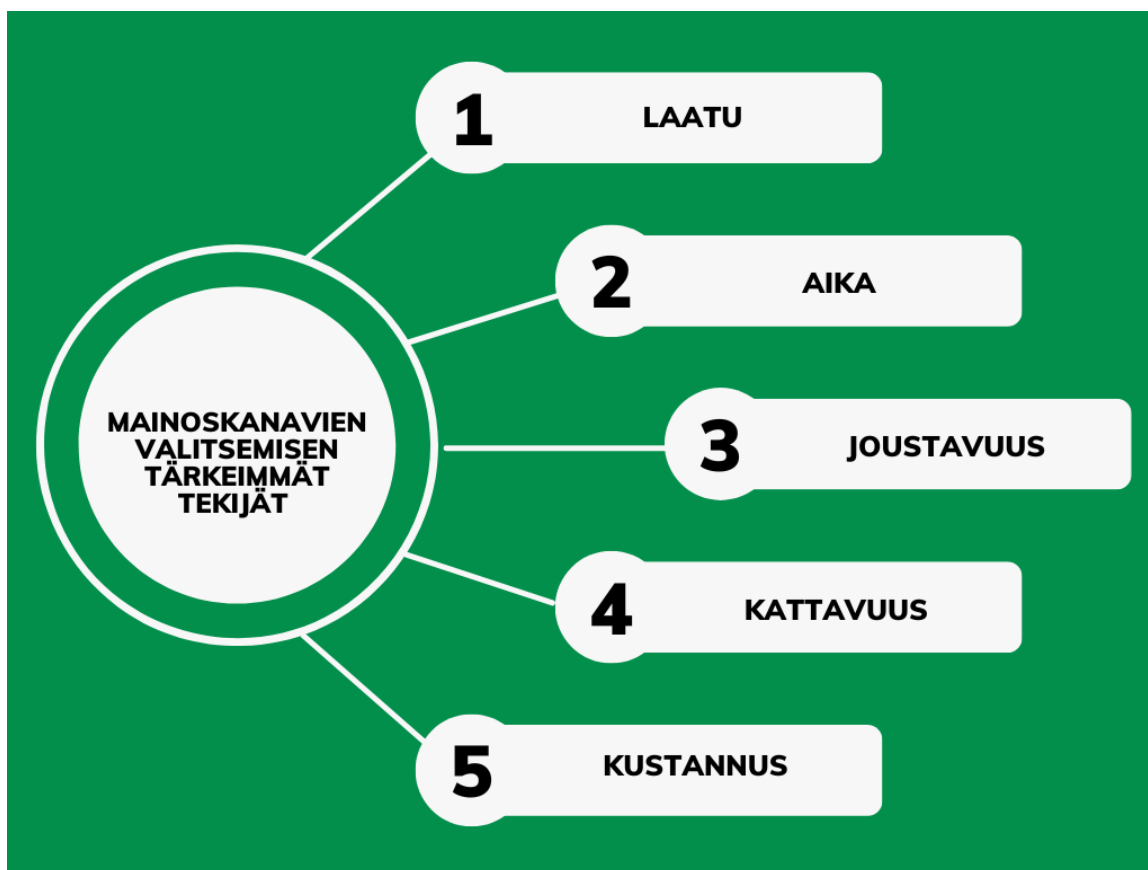 1 LAATU
2 AIKA
MAINOSKANAVIEN
VALITSEMISEN
TÄRKEIMMÄT
TEKIJÄT
3 JOUSTAVUUS
4 KATTAVUUS
5 KUSTANNUS